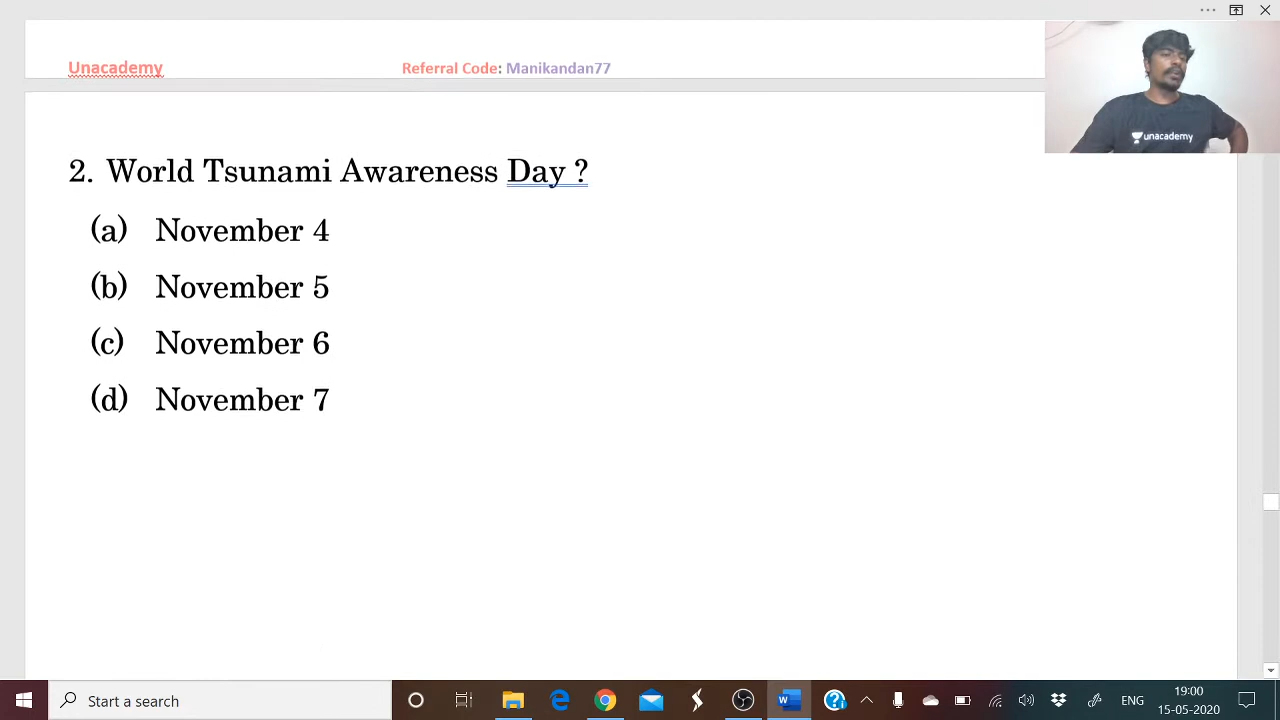 Unacademy
Referral Code: Manikandan77
unacademy
2. World Tsunami Awareness Day ?
(a) November 4
(b) November 5
(c) November 6
(d) November 7
Start a search
ENG
19:00
15-05-2020